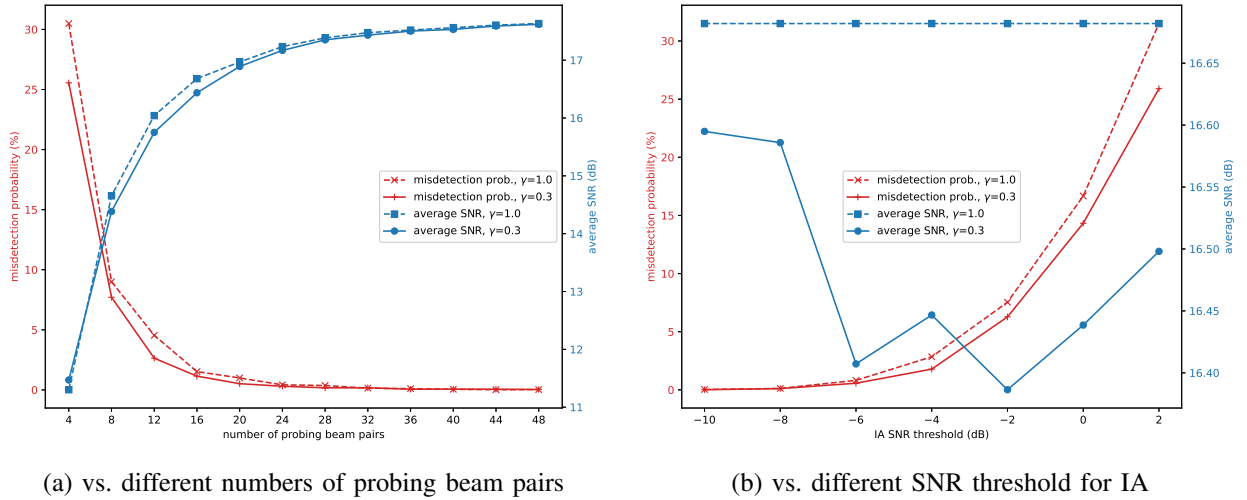 30
25
20
15
10
5
0
misdetection probability (%)
17
16
15
14
13
12
11
average SNR (dB)
misdetection prob., γ=1.0
misdetection prob., γ=0.3
average SNR, γ=1.0
average SNR, γ=0.3
4 8 12 16 20 24 28 32 36 40 44 48
number of probing beam pairs
(a) vs. different numbers of probing beam pairs
30
25
20
15
10
5
0
misdetection probability (%)
16.65
16.60
16.55
16.50
16.45
16.40
average SNR (dB)
misdetection prob., γ=1.0
misdetection prob., γ=0.3
average SNR, γ=1.0
average SNR, γ=0.3
−10 −8 −6 −4 −2 0 2
IA SNR threshold (dB)
(b) vs. different SNR threshold for IA